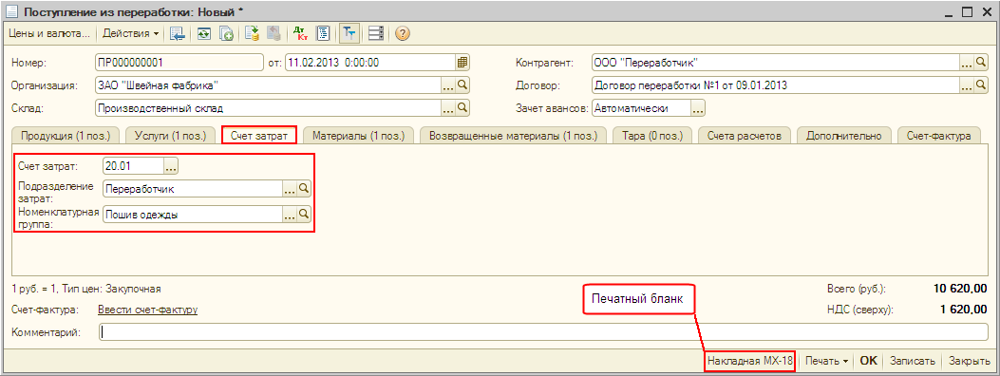 Поступление из переработки: Новый *
Цены и валюта... Действия Дт Кт ?
Номер: ПР000000001 от: 11.02.2013 0:00:00 Контрагент: ООО "Переработчик"
Организация: ЗАО "Швейная фабрика" Договор: Договор переработки №1 от 09.01.2013
Склад: Производственный склад Зачет авансов: Автоматически
Продукция (1 поз.) Услуги (1 поз.) Счет затрат Материалы (1 поз.) Возвращенные материалы (1 поз.) Тара (0 поз.) Счета расчетов Дополнительно Счет-фактура
Счет затрат: 20.01
Подразделение затрат: Переработчик
Номенклатурная группа: Пошив одежды
1 руб. = 1, Тип цен: Закупочная Всего (руб.): 10 620,00
Печатный бланк
Счет-фактура: Ввести счет-фактуру НДС (сверху): 1 620,00
Комментарий:
Накладная МХ-18 Печать OK Записать Закрыть